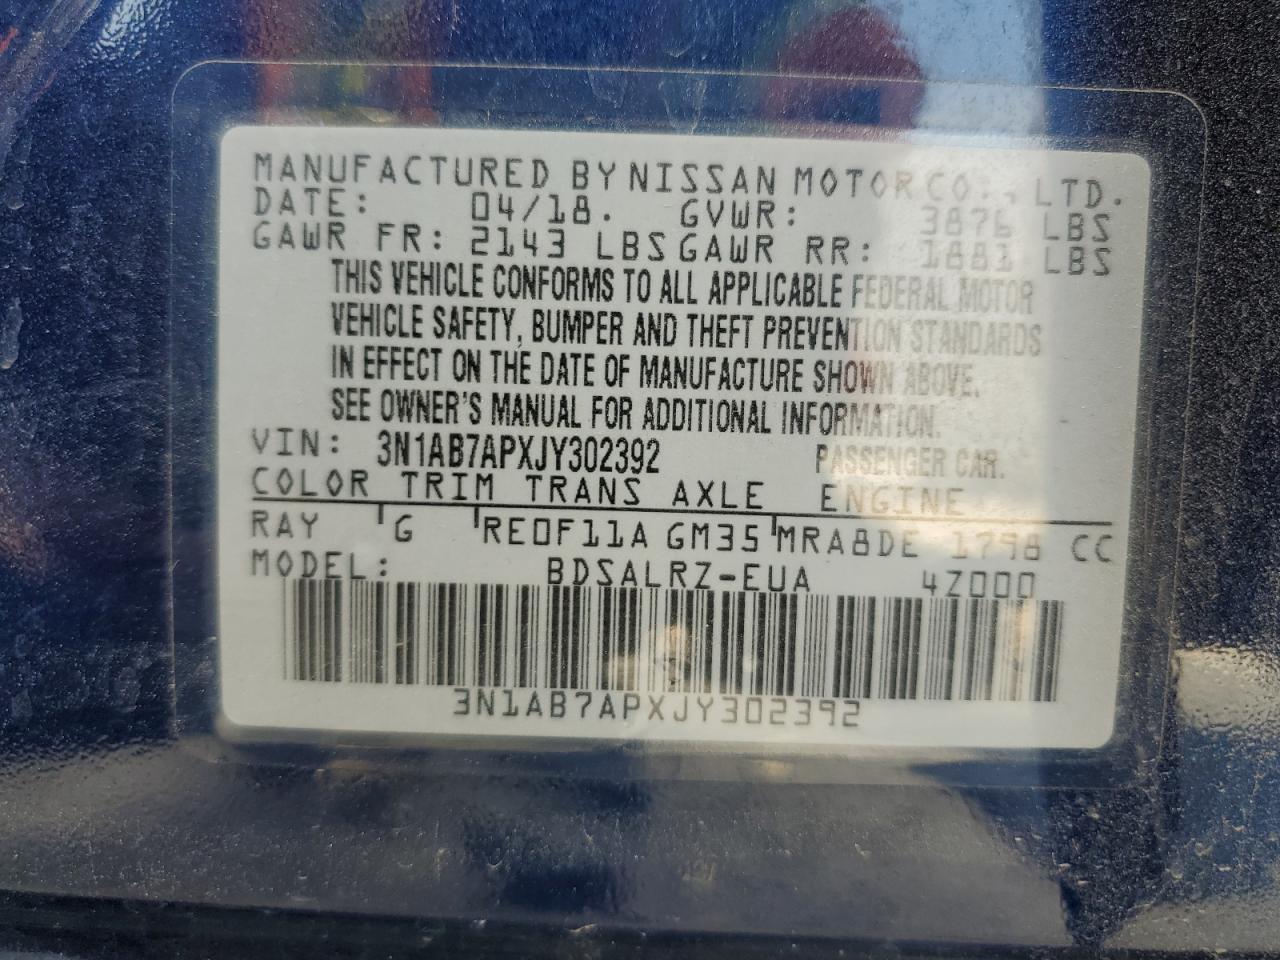 MANUFACTURED BY NISSAN MOTOR CO., LTD.
DATE: 04/18. GVWR: 3876 LBS
GAWR FR: 2143 LBS GAWR RR: 1881 LBS
THIS VEHICLE CONFORMS TO ALL APPLICABLE FEDERAL MOTOR
VEHICLE SAFETY, BUMPER AND THEFT PREVENTION STANDARDS
IN EFFECT ON THE DATE OF MANUFACTURE SHOWN ABOVE.
SEE OWNER'S MANUAL FOR ADDITIONAL INFORMATION.
VIN: 3N1AB7APXJY302392 PASSENGER CAR.
COLOR TRIM TRANS AXLE ENGINE
RAY G RE0F11A GM35 MRA8DE 1798 CC
MODEL: BDSALRZ-EUA 4Z000
3N1AB7APXJY302392